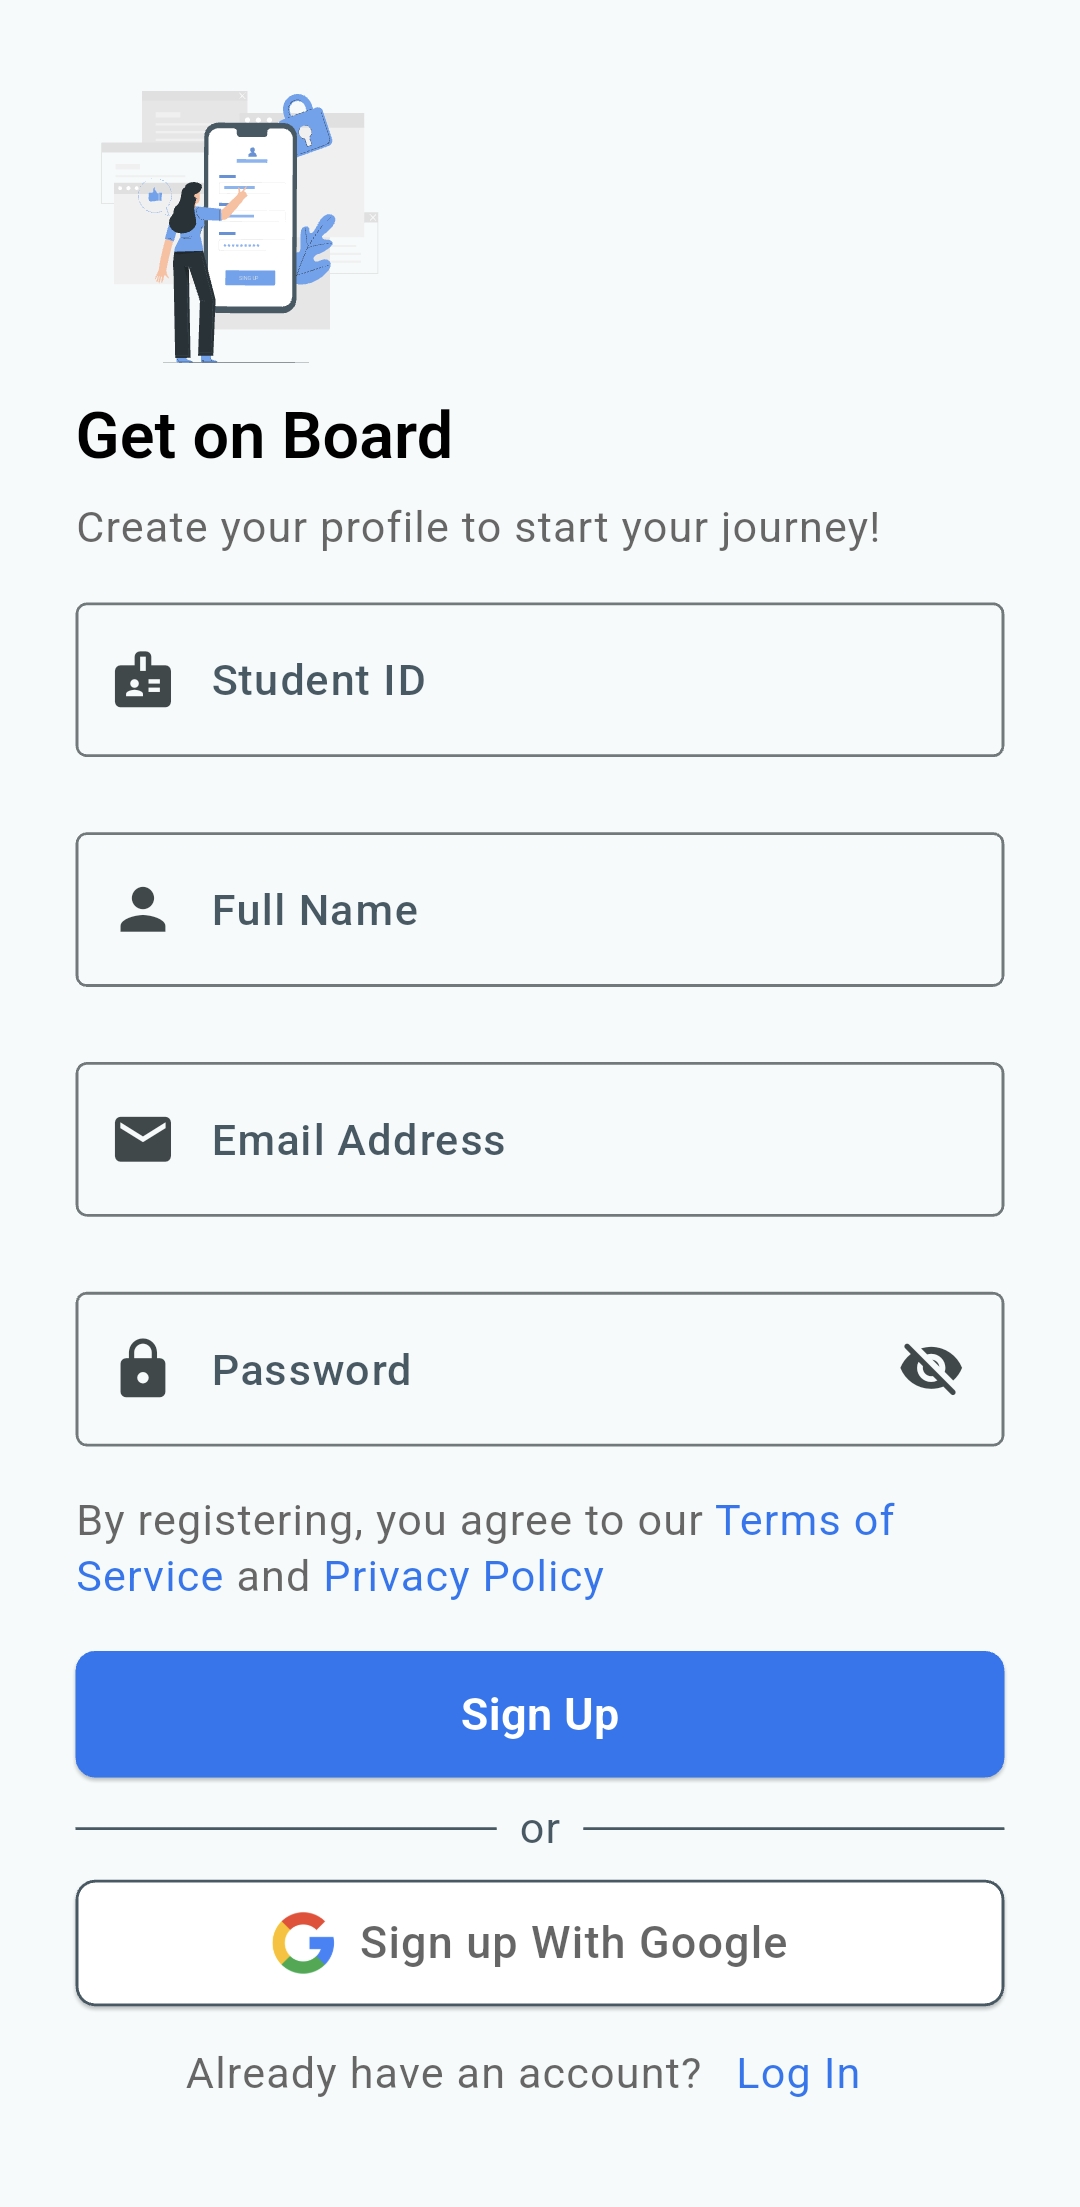 Get on Board
Create your profile to start your journey!
Student ID
Full Name
Email Address
Password
By registering, you agree to our Terms of
Service and Privacy Policy
Sign Up
or
Sign up With Google
Already have an account? Log In